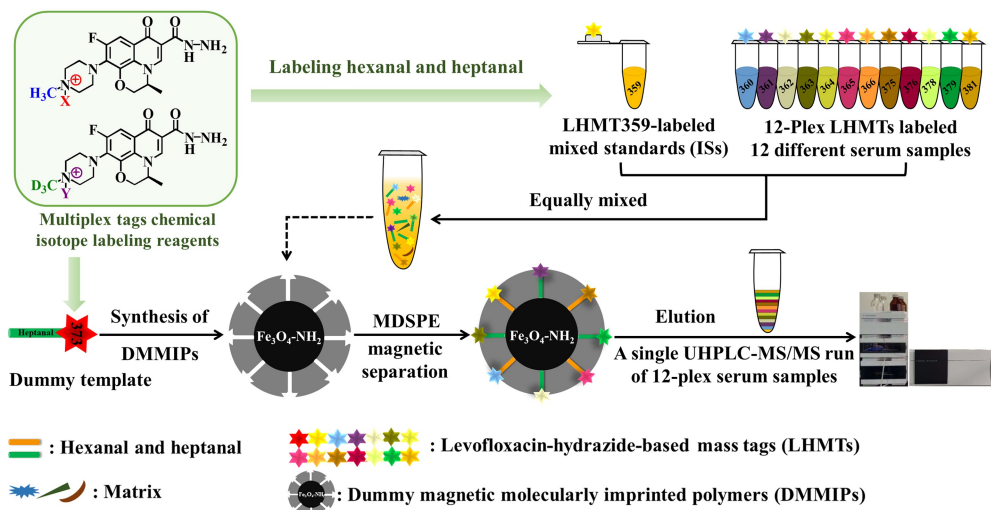 F
O
O
N
H
NH₂
N
N
N
H₃C
X
⊕
O
Labeling hexanal and heptanal
F
O
O
N
H
NH₂
N
N
N
D₃C
Y
⊕
O
Multiplex tags chemical
isotope labeling reagents
359
LHMT359-labeled
mixed standards (ISs)
360 361 362 363 364 365 366 375 376 378 379 381
12-Plex LHMTs labeled
12 different serum samples
Equally mixed
Heptanal
373
Dummy template
Synthesis of
DMMIPs
Fe₃O₄-NH₂
MDSPE
magnetic
separation
Fe₃O₄-NH₂
Elution
A single UHPLC-MS/MS run
of 12-plex serum samples
: Hexanal and heptanal
: Levofloxacin-hydrazide-based mass tags (LHMTs)
: Matrix
Fe₃O₄-NH₂
: Dummy magnetic molecularly imprinted polymers (DMMIPs)